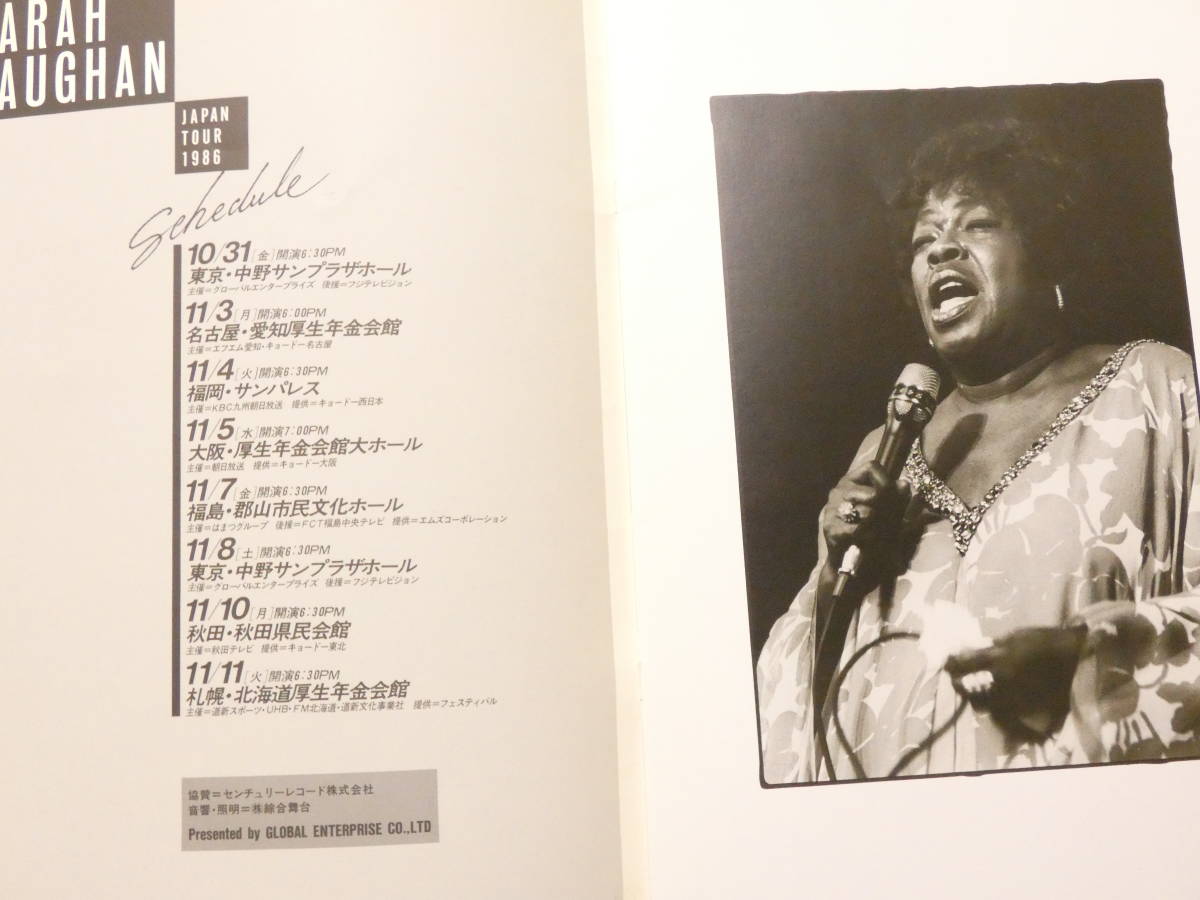 ARAH
AUGHAN
JAPAN
TOUR
1986
Schedule
10/31[金]開演6:30PM
東京・中野サンプラザホール
主催=グローバルエンタープライズ 後援=フジテレビジョン
11/3[月]開演6:00PM
名古屋・愛知厚生年金会館
主催=エフエム愛知・キョードー名古屋
11/4[火]開演6:30PM
福岡・サンパレス
主催=KBC九州朝日放送 提供=キョードー西日本
11/5[水]開演7:00PM
大阪・厚生年金会館大ホール
主催=朝日放送 提供=キョードー大阪
11/7[金]開演6:30PM
福島・郡山市民文化ホール
主催=はまつグループ 後援=FCT福島中央テレビ 提供=エムズコーポレーション
11/8[土]開演6:30PM
東京・中野サンプラザホール
主催=グローバルエンタープライズ 後援=フジテレビジョン
11/10[月]開演6:30PM
秋田・秋田県民会館
主催=秋田テレビ 提供=キョードー東北
11/11[火]開演6:30PM
札幌・北海道厚生年金会館
主催=道新スポーツ・UHB・FM北海道・道新文化事業社 提供=フェスティバル
協賛=センチュリーレコード株式会社
音響・照明=㈱綜合舞台
Presented by GLOBAL ENTERPRISE CO.,LTD